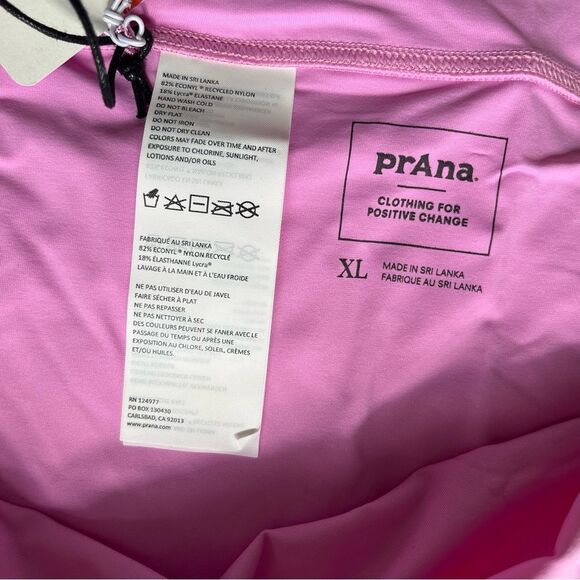 MADE IN SRI LANKA
82% ECONYL® RECYCLED NYLON
18% Lycra® ELASTANE
HAND WASH COLD
DO NOT BLEACH
DRY FLAT
DO NOT IRON
DO NOT DRY CLEAN
COLORS MAY FADE OVER TIME AND AFTER
EXPOSURE TO CHLORINE, SUNLIGHT,
LOTIONS AND/OR OILS
FABRIQUÉ AU SRI LANKA
82% ECONYL® NYLON RECYCLÉ
18% ÉLASTHANNE Lycra®
LAVAGE À LA MAIN ET À L'EAU FROIDE
NE PAS UTILISER D'EAU DE JAVEL
FAIRE SÉCHER À PLAT
NE PAS REPASSER
NE PAS NETTOYER À SEC
DES COULEURS PEUVENT SE FANER AVEC LE
PASSAGE DU TEMPS OU APRÈS UNE
EXPOSITION AU CHLORE, SOLEIL, CRÈMES
ET/OU HUILES.
RN 124977
PO BOX 130430
CARLSBAD, CA 92013
www.prana.com
prAna.
CLOTHING FOR
POSITIVE CHANGE
XL
MADE IN SRI LANKA
FABRIQUE AU SRI LANKA